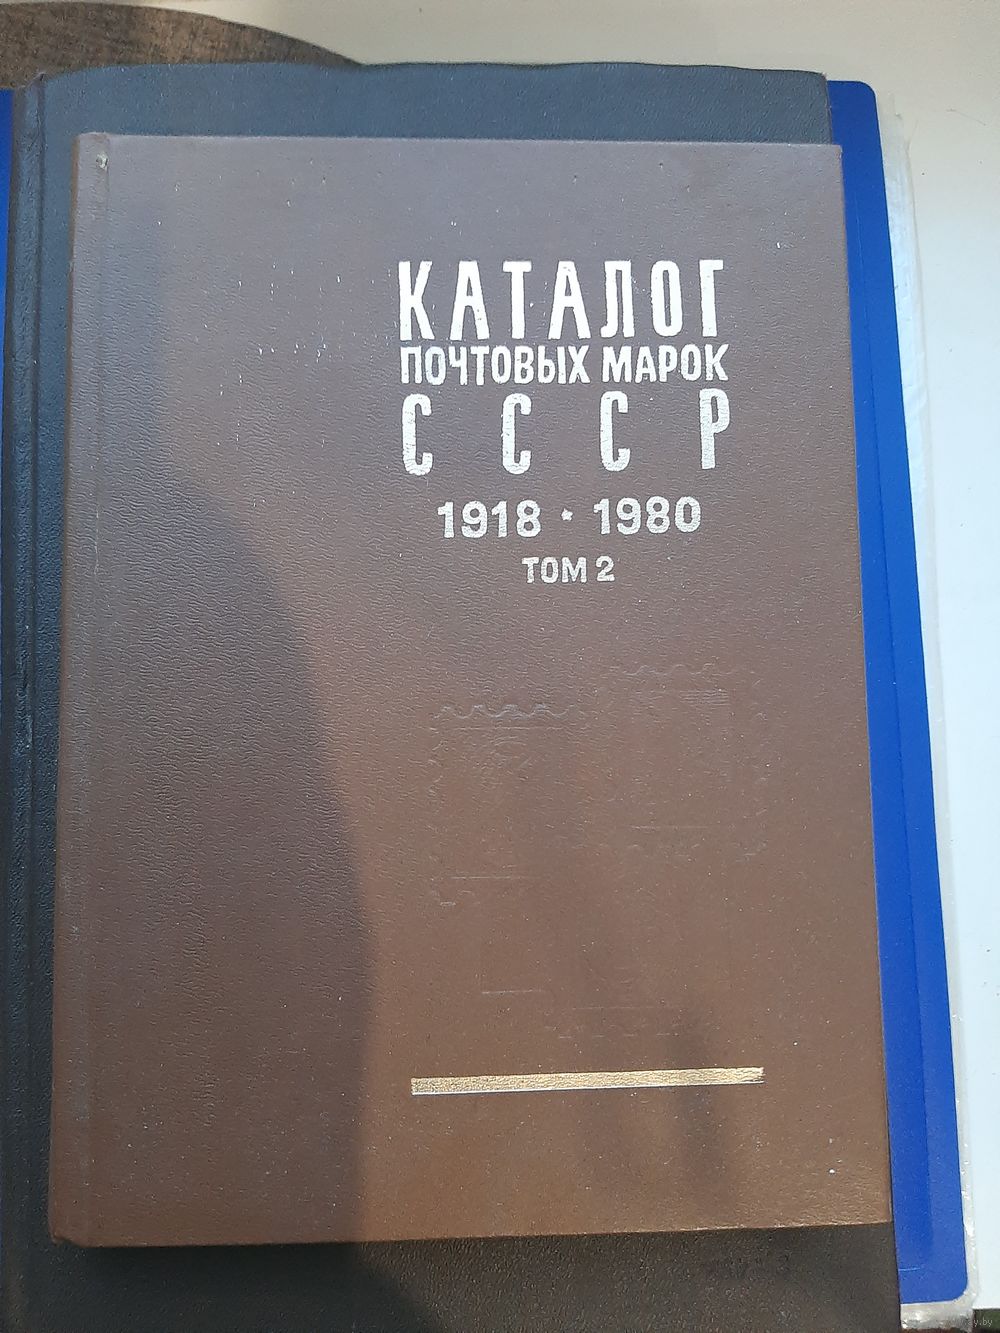 КАТАЛОГ
ПОЧТОВЫХ МАРОК
СССР
1918 • 1980
ТОМ 2